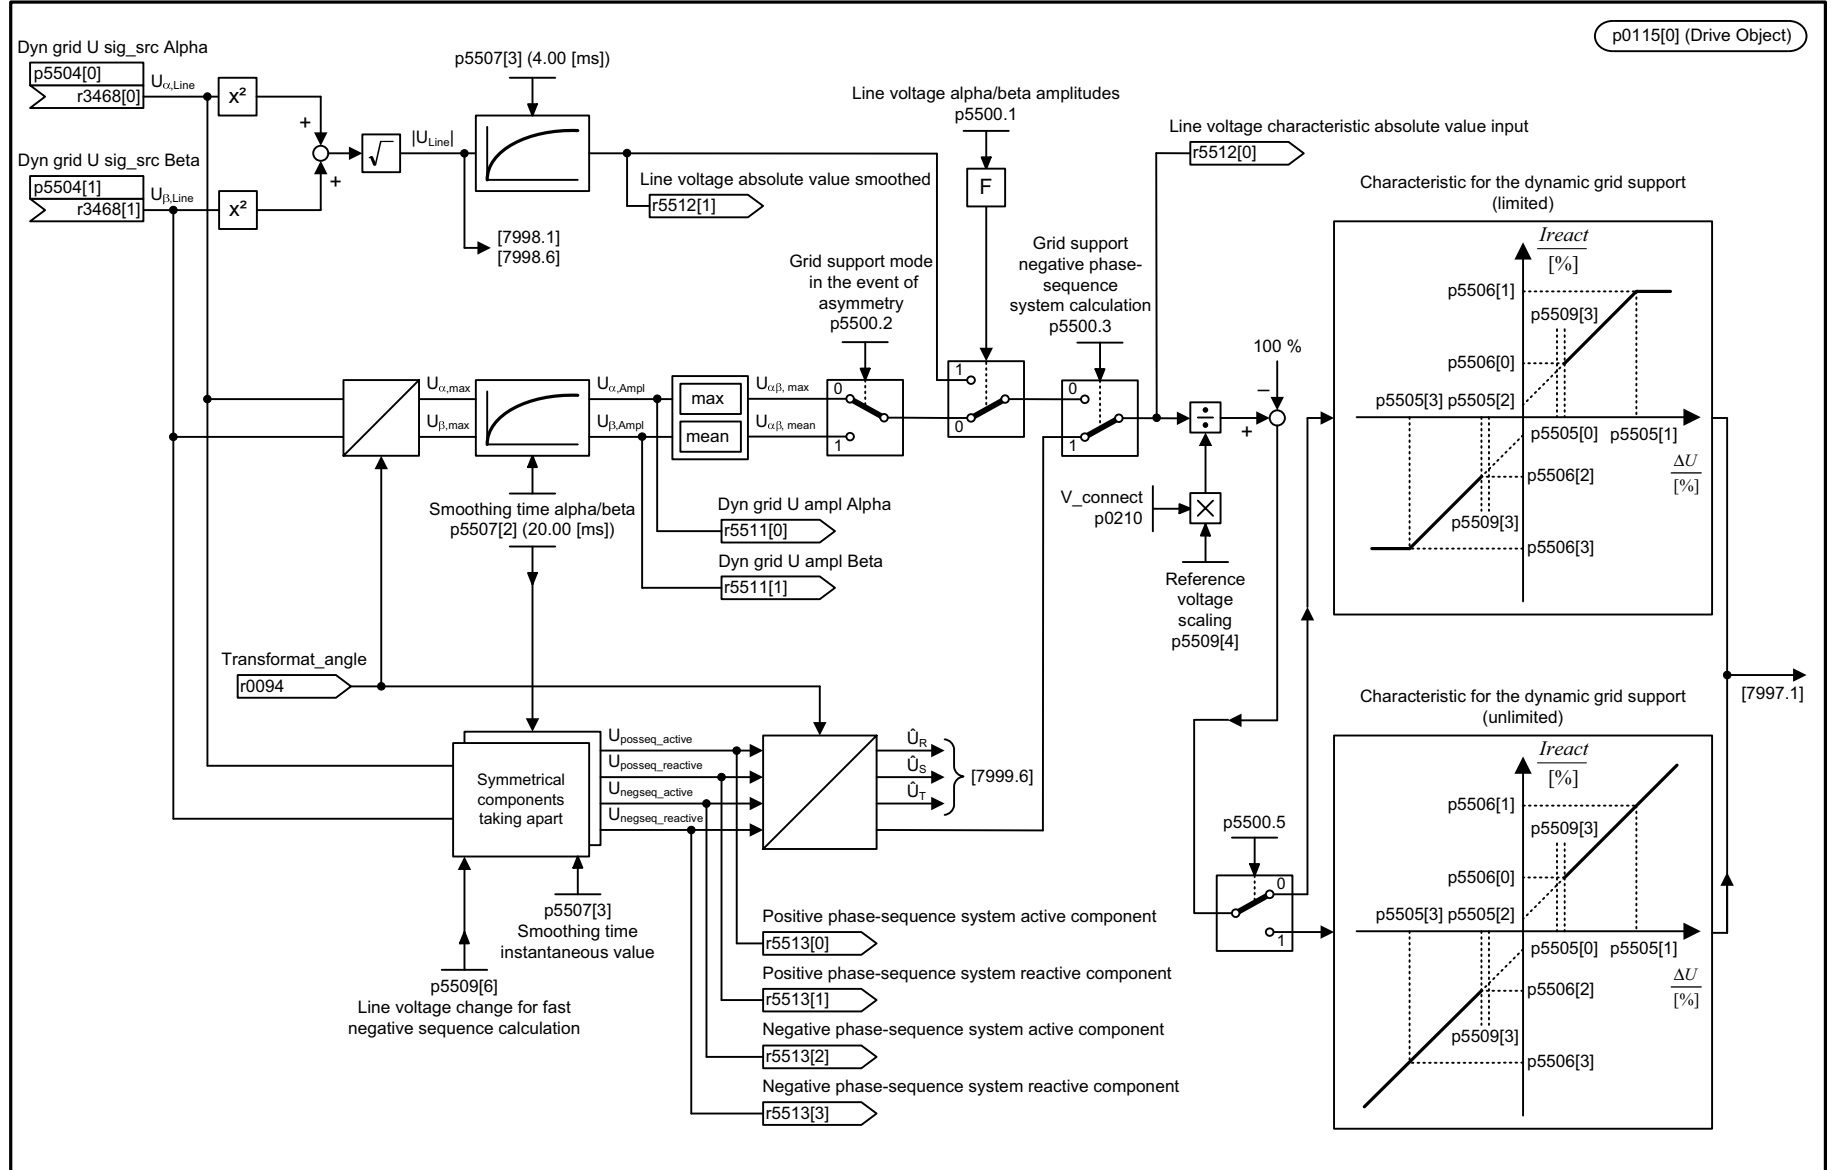 p0115[0] (Drive Object)
Dyn grid U sig_src Alpha
p5504[0]
r3468[0]
Uα,Line
x²
+
Dyn grid U sig_src Beta
p5504[1]
r3468[1]
Uβ,Line
x²
+
√
|ULine|
p5507[3] (4.00 [ms])
Line voltage absolute value smoothed
r5512[1]
[7998.1]
[7998.6]
Line voltage alpha/beta amplitudes
p5500.1
F
1
0
Line voltage characteristic absolute value input
r5512[0]
Grid support mode
in the event of
asymmetry
p5500.2
0
1
Grid support
negative phase-
sequence
system calculation
p5500.3
0
1
Uα,max
Uβ,max
Uα,Ampl
Uβ,Ampl
max
mean
Uαβ, max
Uαβ, mean
Smoothing time alpha/beta
p5507[2] (20.00 [ms])
Dyn grid U ampl Alpha
r5511[0]
Dyn grid U ampl Beta
r5511[1]
÷
+
100 %
–
V_connect
p0210
×
Reference
voltage
scaling
p5509[4]
Transformat_angle
r0094
Symmetrical
components
taking apart
Uposseq_active
Uposseq_reactive
Unegseq_active
Unegseq_reactive
ÛR
ÛS
ÛT
[7999.6]
p5507[3]
Smoothing time
instantaneous value
p5509[6]
Line voltage change for fast
negative sequence calculation
Positive phase-sequence system active component
r5513[0]
Positive phase-sequence system reactive component
r5513[1]
Negative phase-sequence system active component
r5513[2]
Negative phase-sequence system reactive component
r5513[3]
p5500.5
0
1
Characteristic for the dynamic grid support
(limited)
Ireact
[%]
p5506[1]
p5509[3]
p5506[0]
p5505[3] p5505[2]
p5505[0] p5505[1]
ΔU
[%]
p5506[2]
p5509[3]
p5506[3]
[7997.1]
Characteristic for the dynamic grid support
(unlimited)
Ireact
[%]
p5506[1]
p5509[3]
p5506[0]
p5505[3] p5505[2]
p5505[0] p5505[1]
ΔU
[%]
p5506[2]
p5509[3]
p5506[3]